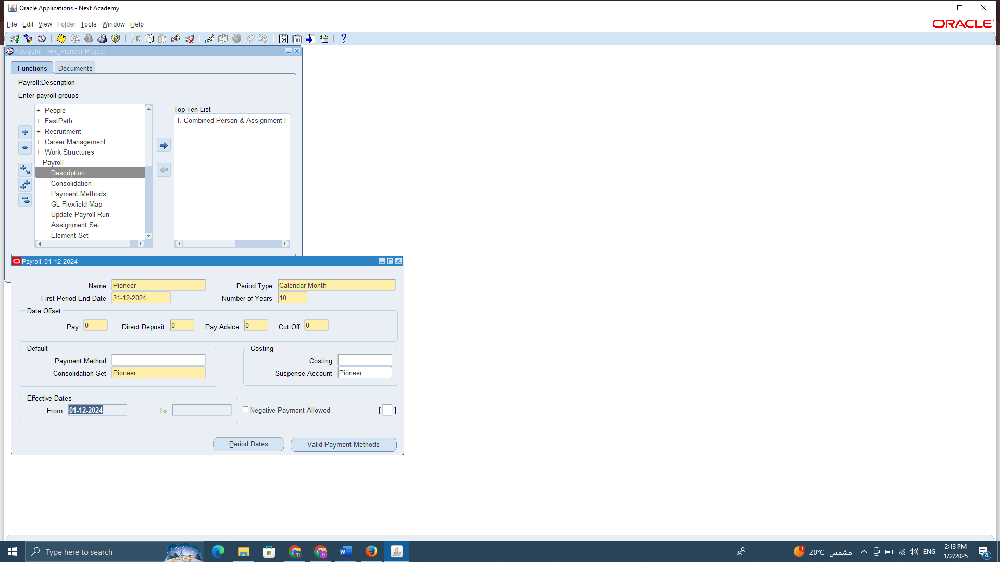 Oracle Applications - Next Academy
File Edit View Folder Tools Window Help
ORACLE
31
?
Navigator - HR_Pioneer-Project
Functions Documents
Payroll:Description
Enter payroll groups
+ People
+ FastPath
+ Recruitment
+ Career Management
+ Work Structures
- Payroll
Description
Consolidation
Payment Methods
GL Flexfield Map
Update Payroll Run
Assignment Set
Element Set
Top Ten List
1. Combined Person & Assignment F
Payroll: 01-12-2024
Name Pioneer Period Type Calendar Month
First Period End Date 31-12-2024 Number of Years 10
Date Offset
Pay 0 Direct Deposit 0 Pay Advice 0 Cut Off 0
Default
Payment Method
Consolidation Set Pioneer
Costing
Costing
Suspense Account Pioneer
Effective Dates
From 01-12-2024 To
Negative Payment Allowed [ ]
Period Dates Valid Payment Methods
Type here to search
Ti
H
W
1
20°C مشمس
ENG
2:13 PM
1/2/2025
4